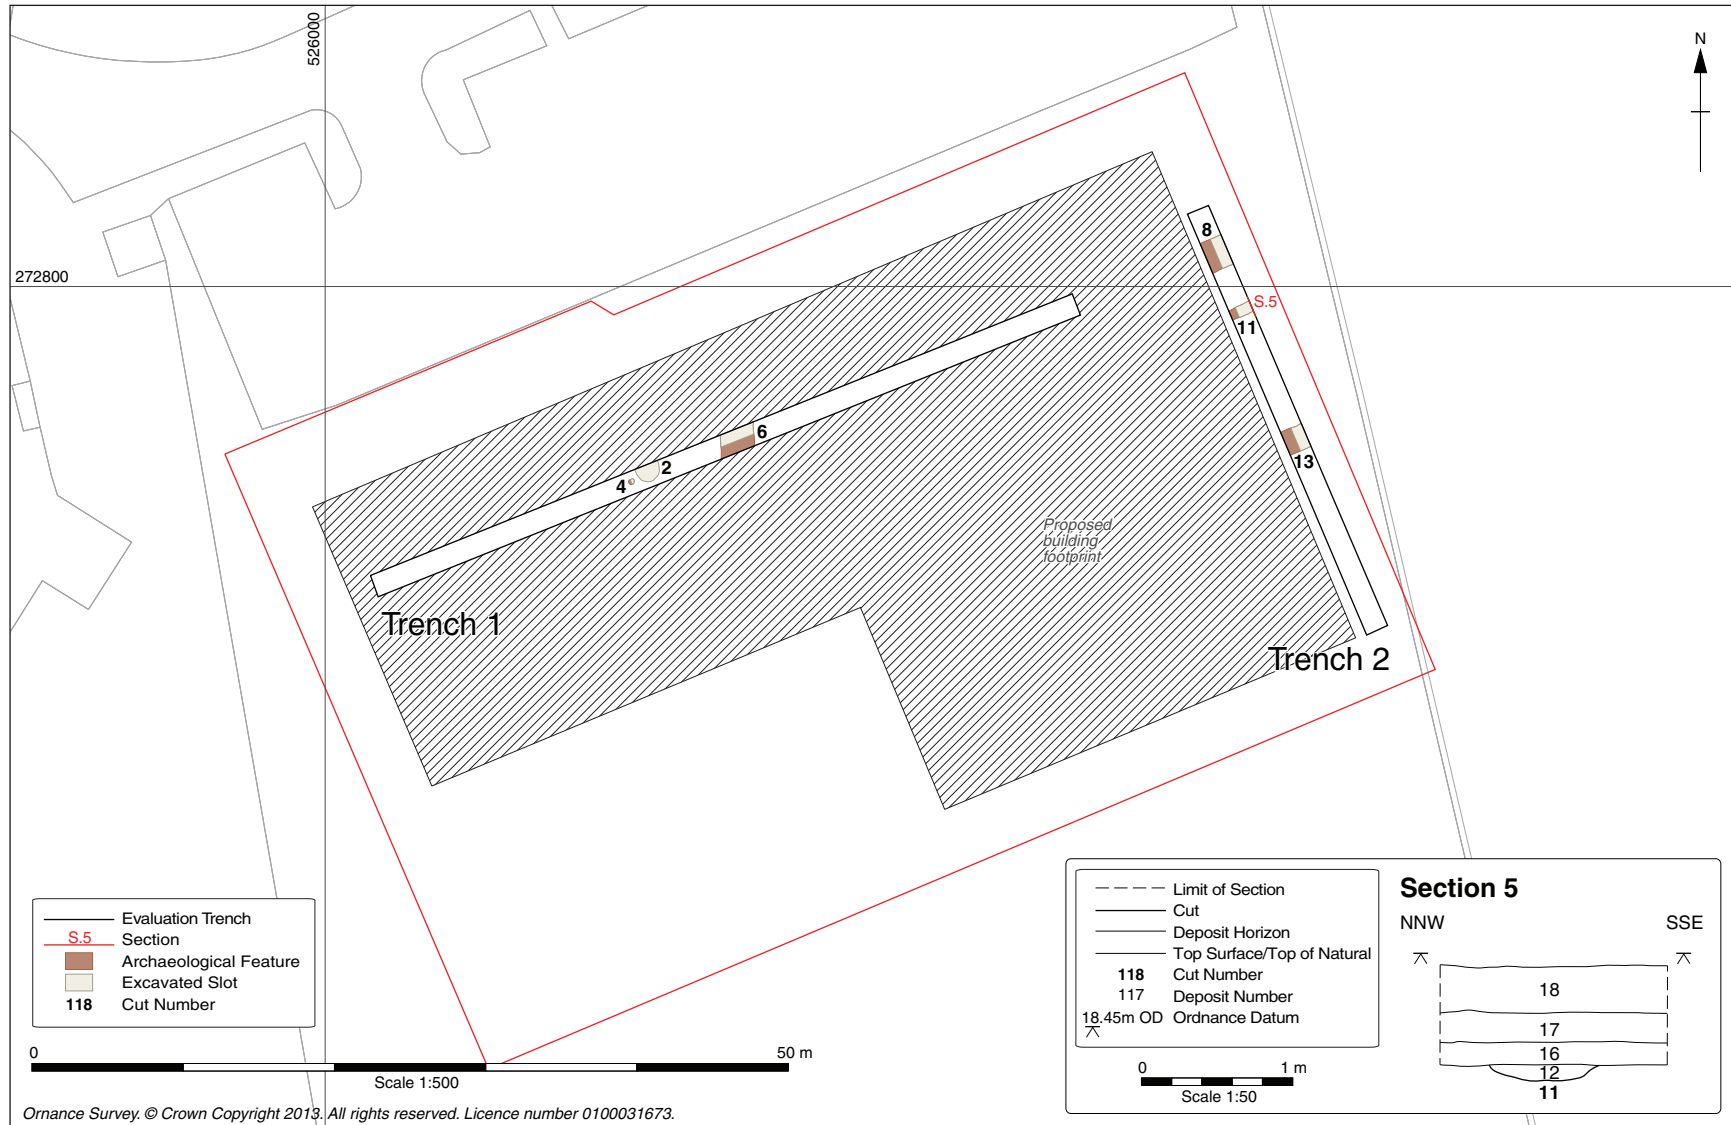 526000
N
272800
8
S.5
11
6
2
4
13
Proposed
building
footprint
Trench 1
Trench 2
Evaluation Trench
S.5 Section
Archaeological Feature
Excavated Slot
118 Cut Number
0 50 m
Scale 1:500
Ornance Survey. © Crown Copyright 2013. All rights reserved. Licence number 0100031673.
Limit of Section
Cut
Deposit Horizon
Top Surface/Top of Natural
118 Cut Number
117 Deposit Number
18.45m OD Ordnance Datum
0 1 m
Scale 1:50
Section 5
NNW SSE
18
17
16
12
11